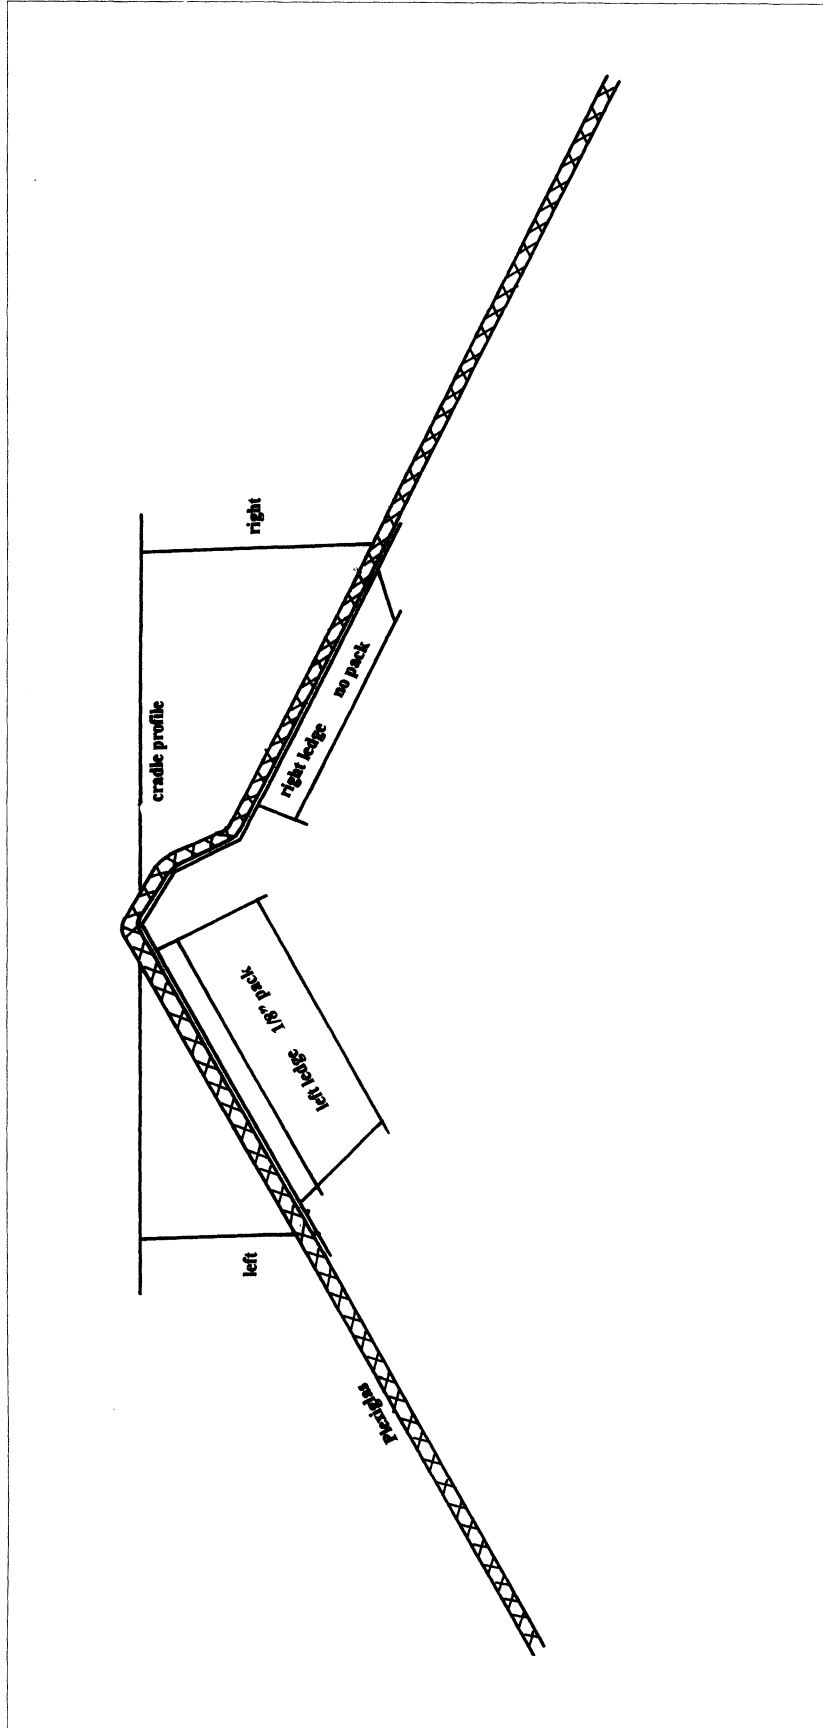 left
Plexiglas
left ledge 1/8" pack
cradle profile
right ledge no pack
right